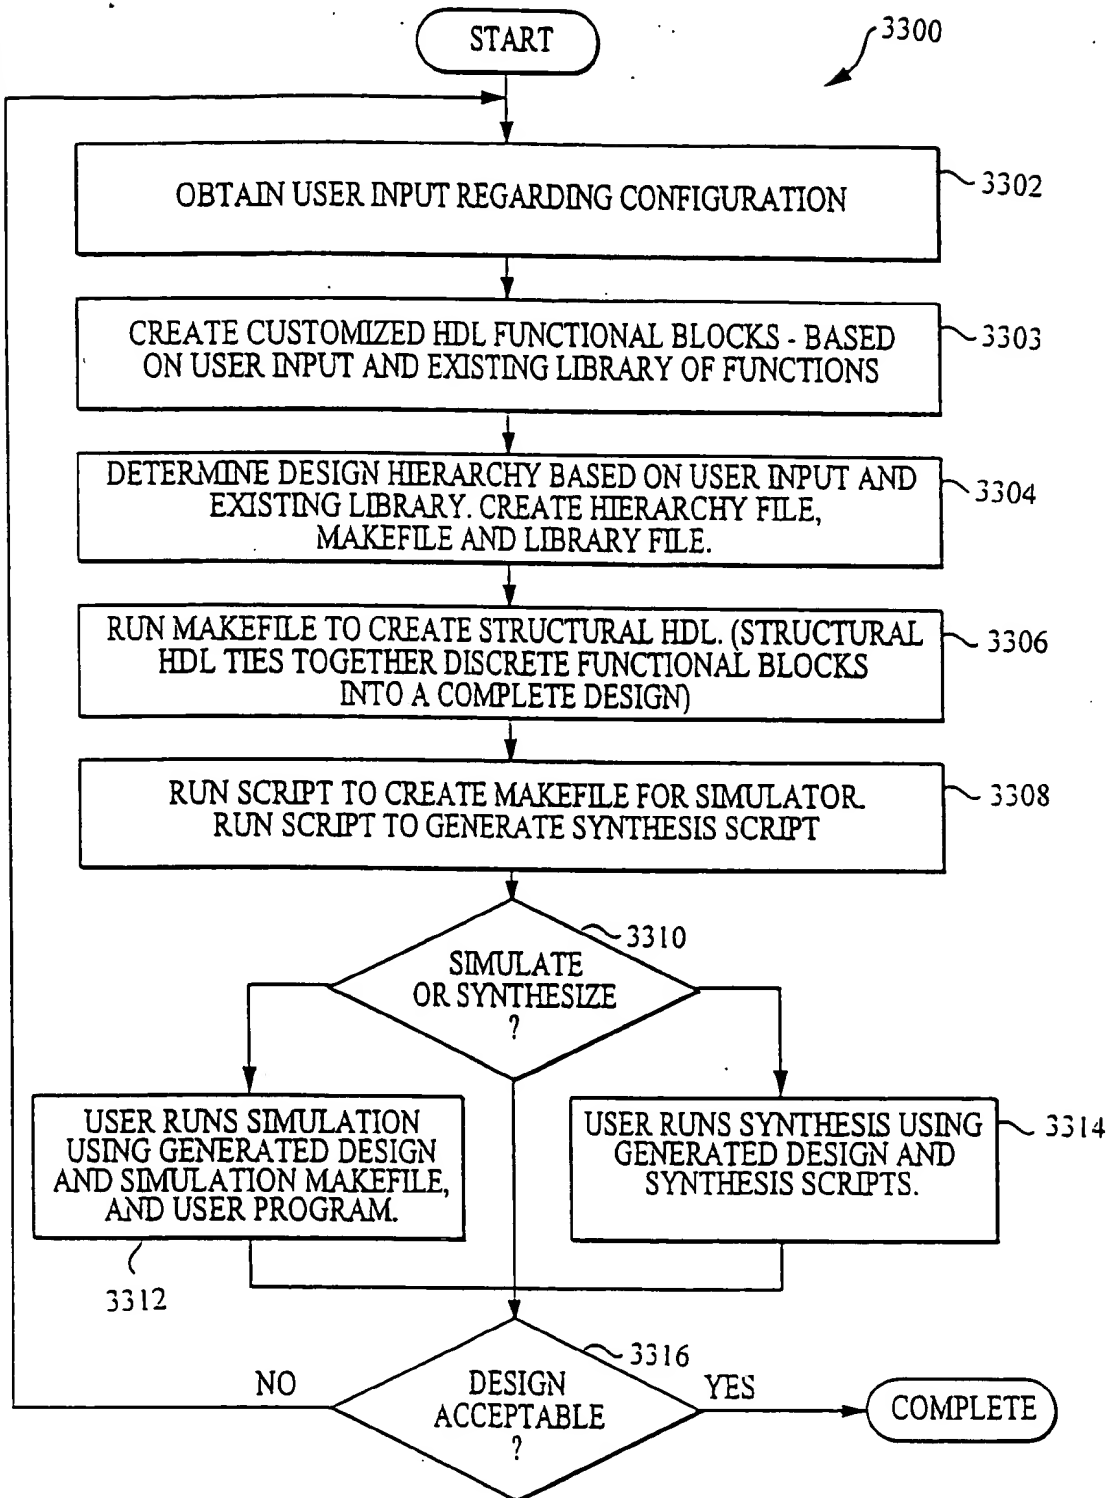 START
3300
OBTAIN USER INPUT REGARDING CONFIGURATION
3302
CREATE CUSTOMIZED HDL FUNCTIONAL BLOCKS - BASED
ON USER INPUT AND EXISTING LIBRARY OF FUNCTIONS
3303
DETERMINE DESIGN HIERARCHY BASED ON USER INPUT AND
EXISTING LIBRARY. CREATE HIERARCHY FILE,
MAKEFILE AND LIBRARY FILE.
3304
RUN MAKEFILE TO CREATE STRUCTURAL HDL. (STRUCTURAL
HDL TIES TOGETHER DISCRETE FUNCTIONAL BLOCKS
INTO A COMPLETE DESIGN)
3306
RUN SCRIPT TO CREATE MAKEFILE FOR SIMULATOR.
RUN SCRIPT TO GENERATE SYNTHESIS SCRIPT
3308
3310
SIMULATE
OR SYNTHESIZE
?
USER RUNS SIMULATION
USING GENERATED DESIGN
AND SIMULATION MAKEFILE,
AND USER PROGRAM.
3312
USER RUNS SYNTHESIS USING
GENERATED DESIGN AND
SYNTHESIS SCRIPTS.
3314
3316
NO
DESIGN
ACCEPTABLE
?
YES
COMPLETE